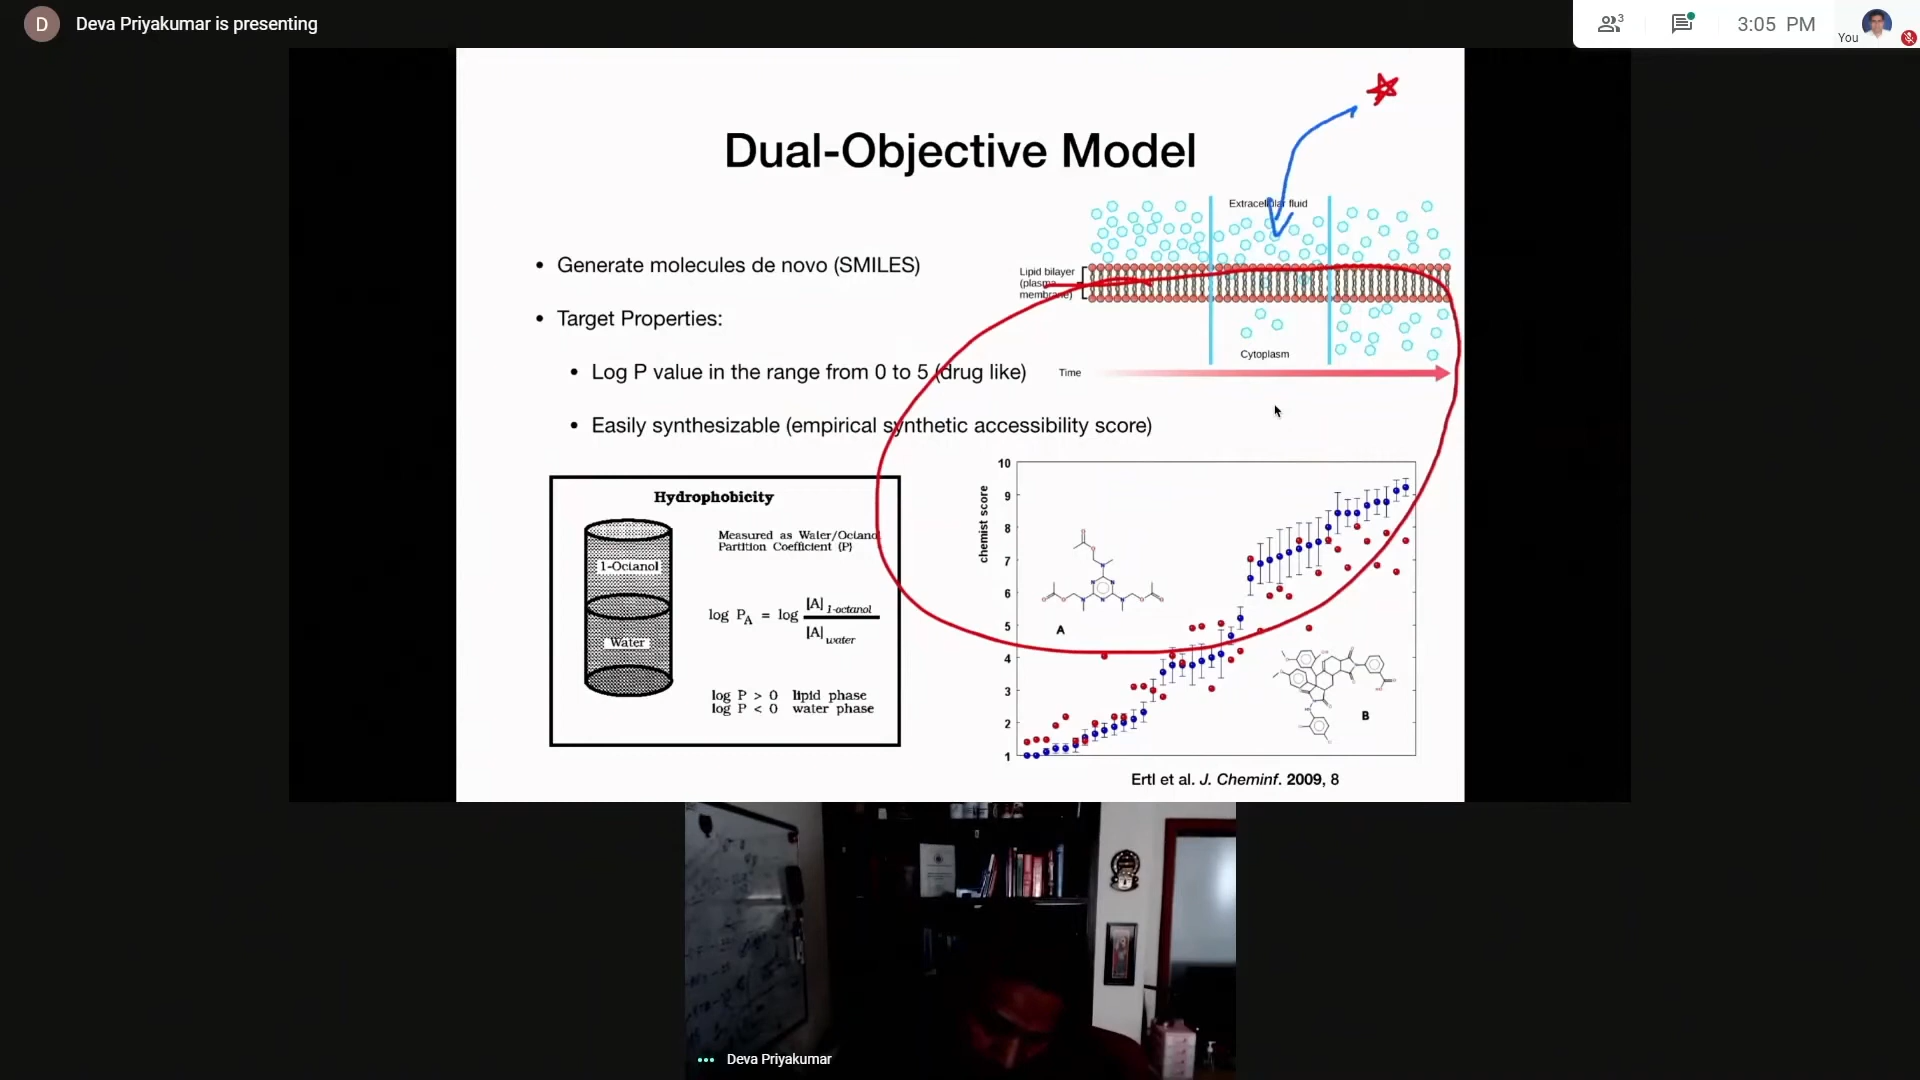 D
Deva Priyakumar is presenting
3
3:05 PM
You
Dual-Objective Model
Generate molecules de novo (SMILES)
Target Properties:
Log P value in the range from 0 to 5 (drug like)
Easily synthesizable (empirical synthetic accessibility score)
Extracellular fluid
Lipid bilayer
(plasma
membrane)
Cytoplasm
Time
Hydrophobicity
1-Octanol
Water
Measured as Water/Octanol
Partition Coefficient (P)
log P_A = log [A] 1-octanol
[A] water
log P > 0 lipid phase
log P < 0 water phase
chemist score
10
9
8
7
6
5
4
3
2
1
A
B
Ertl et al. J. Cheminf. 2009, 8
Deva Priyakumar